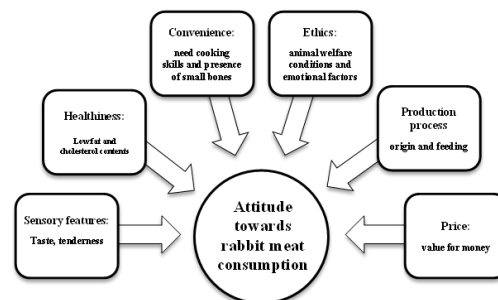 Convenience:
need cooking
skills and presence
of small bones
Ethics:
animal welfare
conditions and
emotional factors
Healthiness:
Low fat and
cholesterol contents
Production
process
origin and feeding
Sensory features:
Taste, tenderness
Attitude
towards
rabbit meat
consumption
Price:
value for money